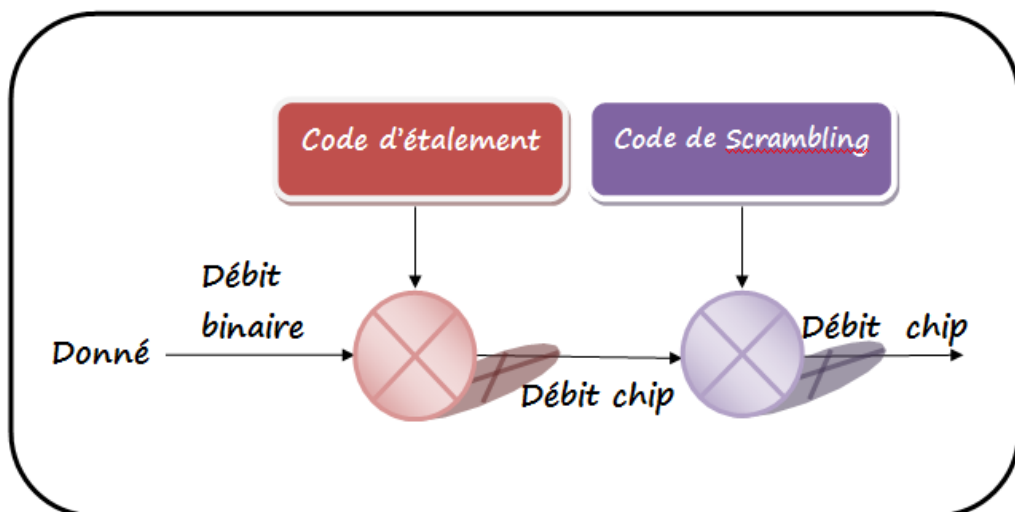 Code d'étalement
Code de Scrambling
Débit
binaire
Donné
Débit chip
Débit chip